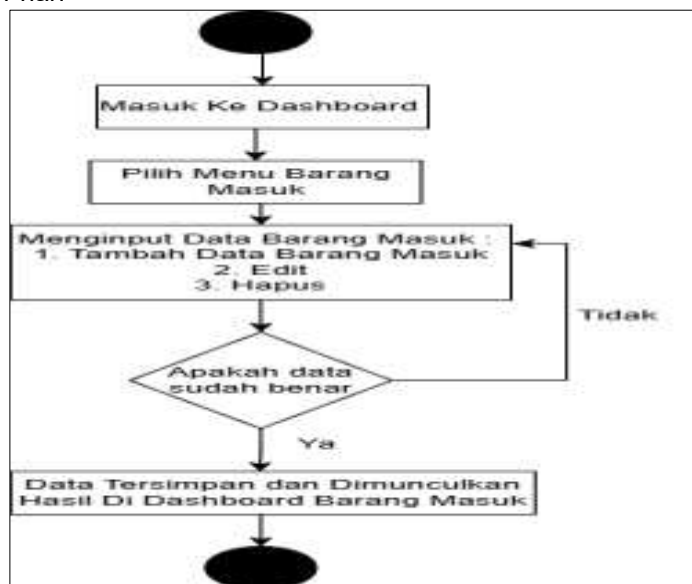 Masuk Ke Dashboard
Pilih Menu Barang
Masuk
Menginput Data Barang Masuk :
1. Tambah Data Barang Masuk
2. Edit
3. Hapus
Tidak
Apakah data
sudah benar
Ya
Data Tersimpan dan Dimunculkan
Hasil Di Dashboard Barang Masuk